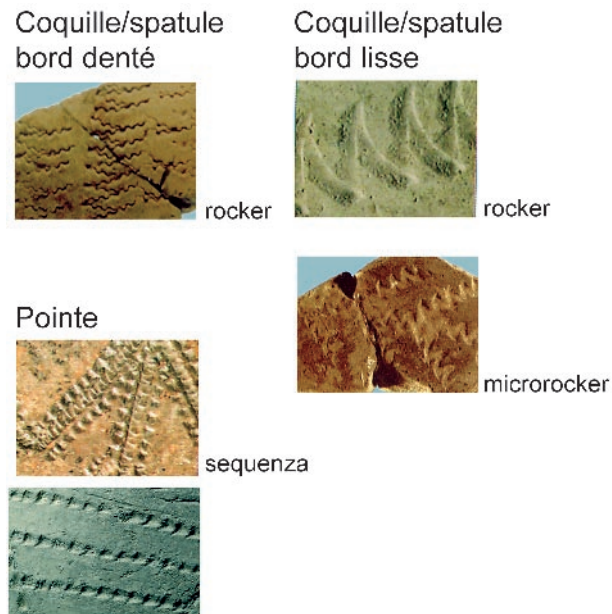 Coquille/spatule
bord denté
rocker
Coquille/spatule
bord lisse
rocker
microrocker
Pointe
sequenza